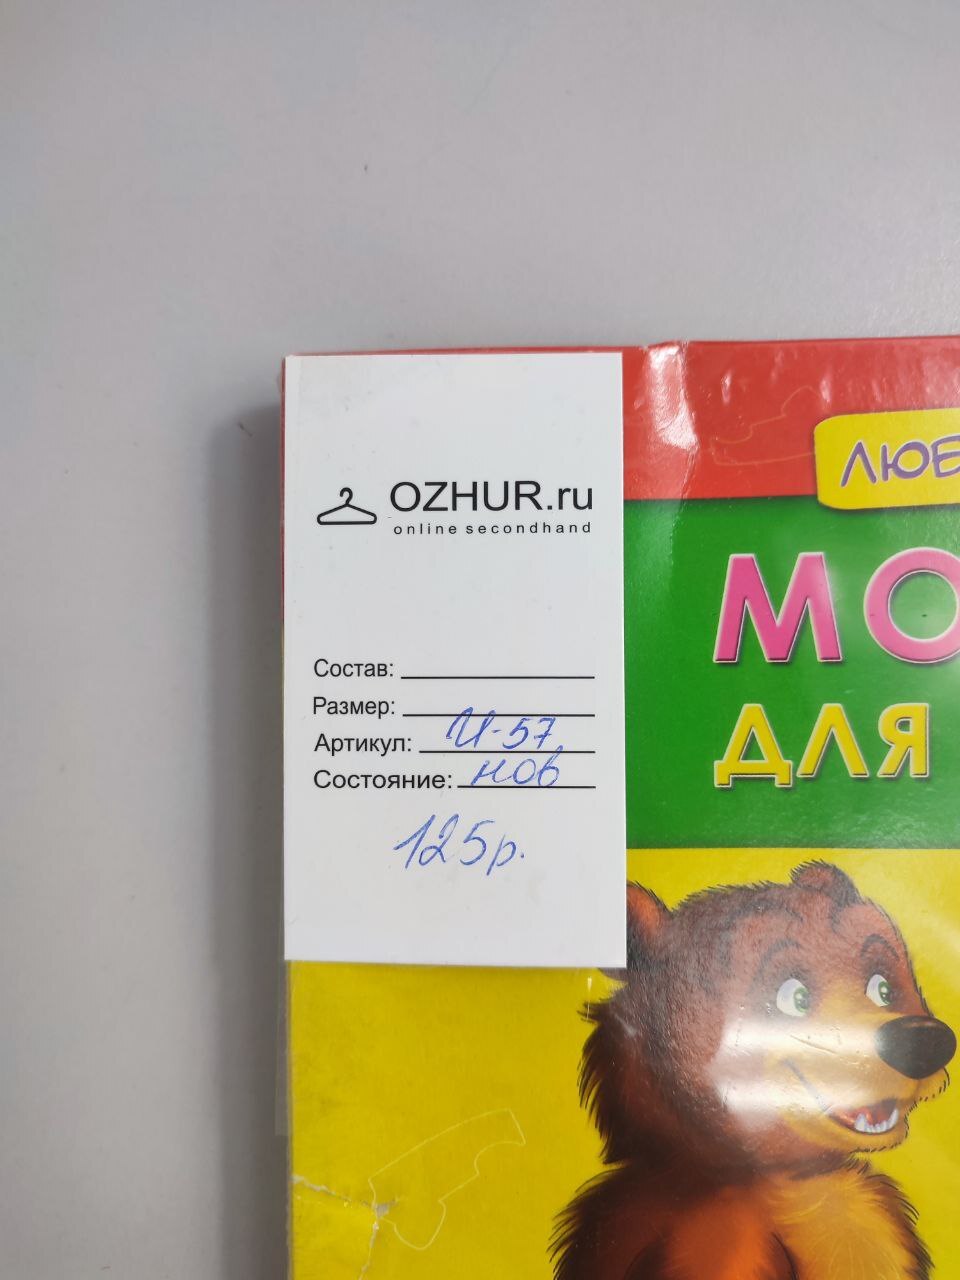 OZHUR.ru
online secondhand
Состав:
Размер:
Артикул: И-57
Состояние: нов
125р.
ЛЮБ
МО
ДЛЯ